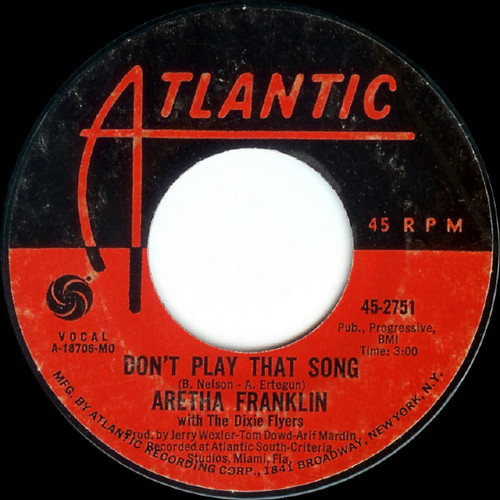 ATLANTIC
45 RPM
45-2751
Pub., Progressive,
BMI
Time: 3:00
VOCAL
A-18706-MO
DON'T PLAY THAT SONG
(B. Nelson - A. Ertegun)
ARETHA FRANKLIN
with The Dixie Flyers
Prod. by Jerry Wexler-Tom Dowd-Arif Mardin
Recorded at Atlantic South-Criteria
Studios, Miami, Fla.
MFG. BY ATLANTIC RECORDING CORP., 1841 BROADWAY, NEW YORK, N.Y.